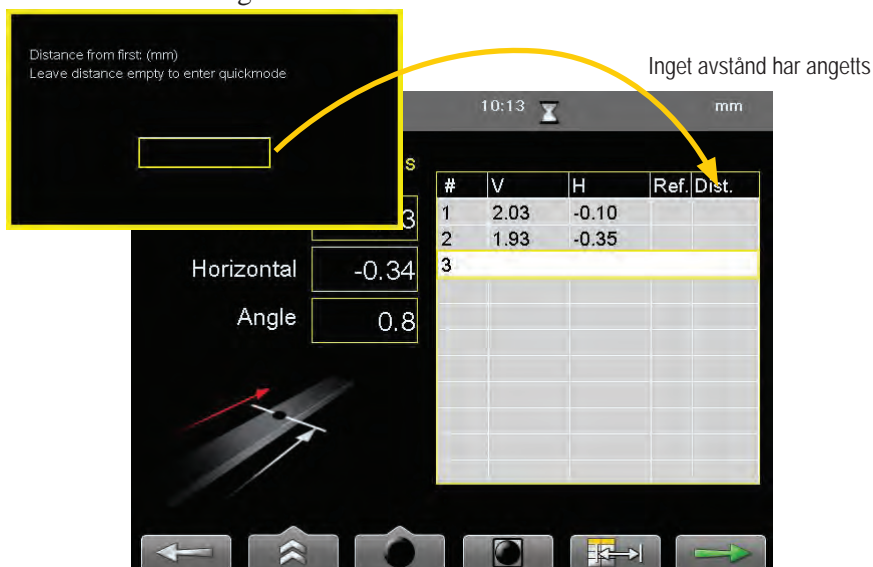 Distance from first: (mm)
Leave distance empty to enter quickmode
Inget avstånd har angetts
10:13 mm
s
# V H Ref. Dist.
1 2.03 -0.10
3
2 1.93 -0.35
Horizontal -0.34
3
Angle 0.8